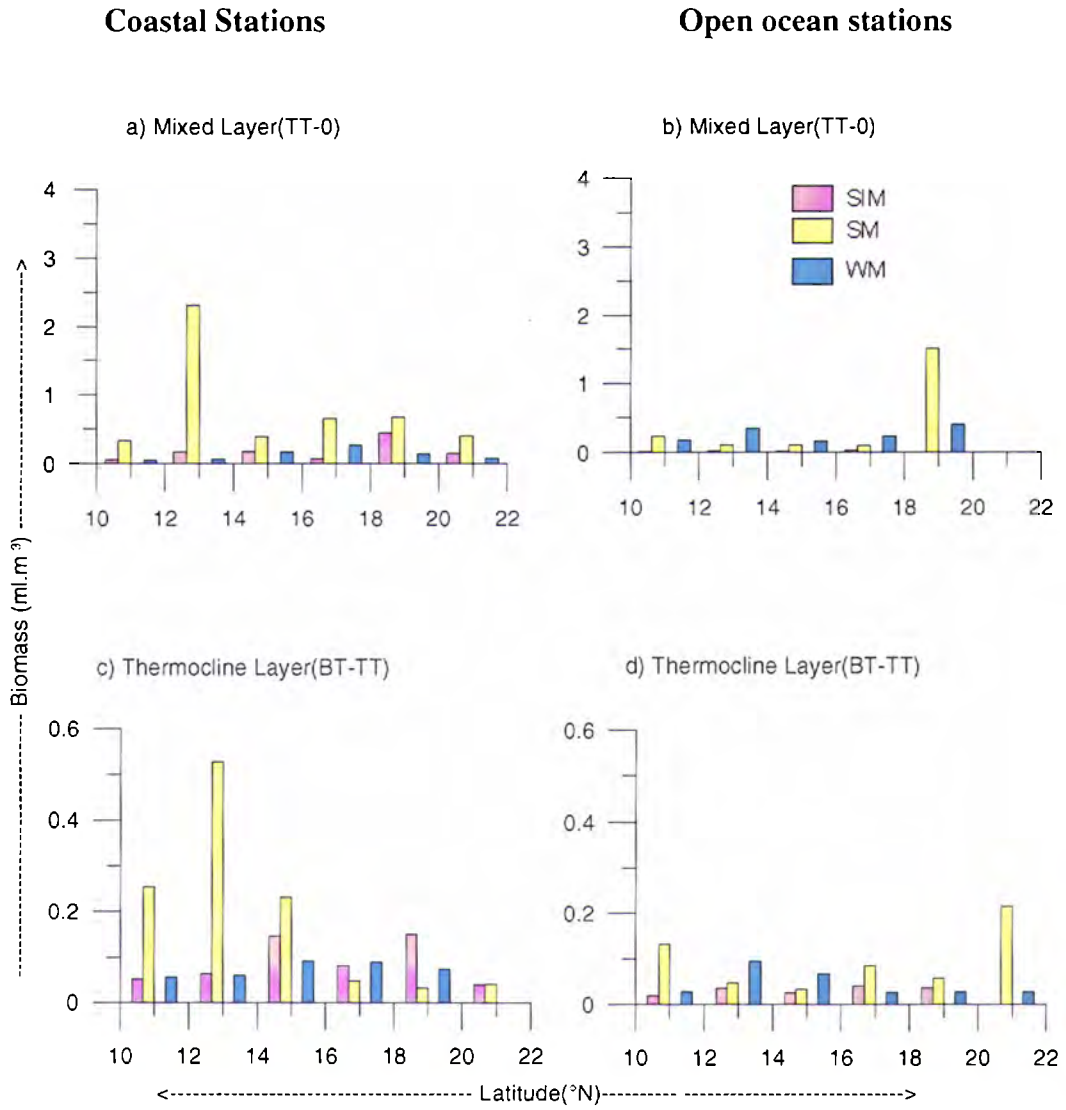 Coastal Stations
Open ocean stations
a) Mixed Layer(TT-0)
b) Mixed Layer(TT-0)
4
3
2
1
0
10 12 14 16 18 20 22
4
3
2
1
0
10 12 14 16 18 20 22
SIM
SM
WM
Biomass (ml.m³)
c) Thermocline Layer(BT-TT)
d) Thermocline Layer(BT-TT)
0.6
0.4
0.2
0
10 12 14 16 18 20 22
0.6
0.4
0.2
0
10 12 14 16 18 20 22
<------------------------------- Latitude(°N)--------- ------------------------>